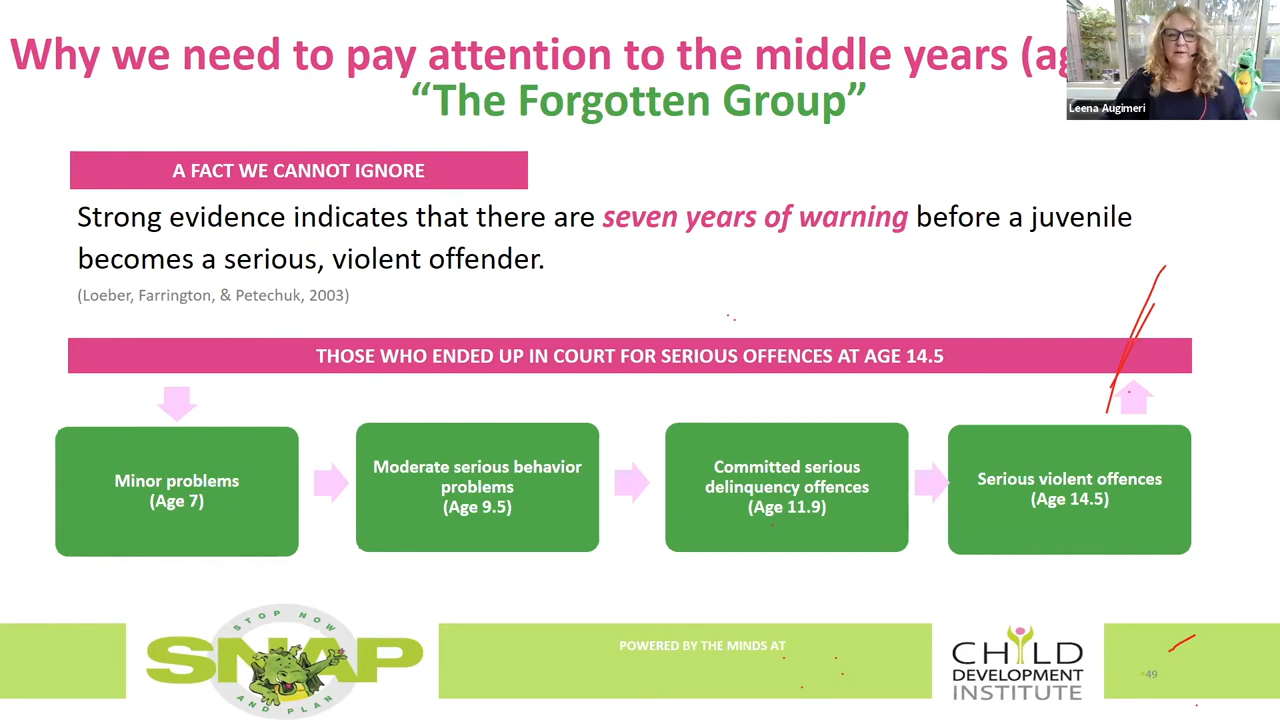 Why we need to pay attention to the middle years
“The Forgotten Group”
Leena Augimeri
A FACT WE CANNOT IGNORE
Strong evidence indicates that there are seven years of warning before a juvenile
becomes a serious, violent offender.
(Loeber, Farrington, & Petechuk, 2003)
THOSE WHO ENDED UP IN COURT FOR SERIOUS OFFENCES AT AGE 14.5
Minor problems
(Age 7)
Moderate serious behavior
problems
(Age 9.5)
Committed serious
delinquency offences
(Age 11.9)
Serious violent offences
(Age 14.5)
STOP NOW
SNAP
AND PLAN
POWERED BY THE MINDS AT
CHILD
DEVELOPMENT
INSTITUTE
49